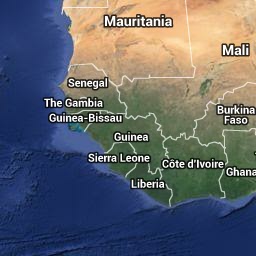 Mauritania
Mali
Senegal
The Gambia
Guinea-Bissau
Burkina
Faso
Guinea
Sierra Leone
Côte d'Ivoire
Ghana
Liberia